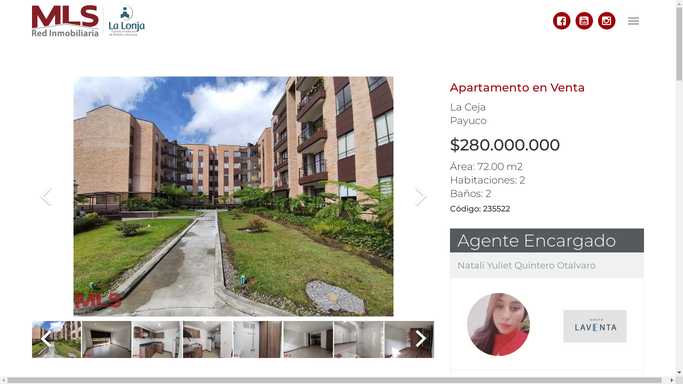 MLS
Red Inmobiliaria
La Lonja
Apartamento en Venta
La Ceja
Payuco
$280.000.000
Área: 72.00 m2
Habitaciones: 2
Baños: 2
Código: 235522
Agente Encargado
Natali Yuliet Quintero Otalvaro
LAVENTA
MLS